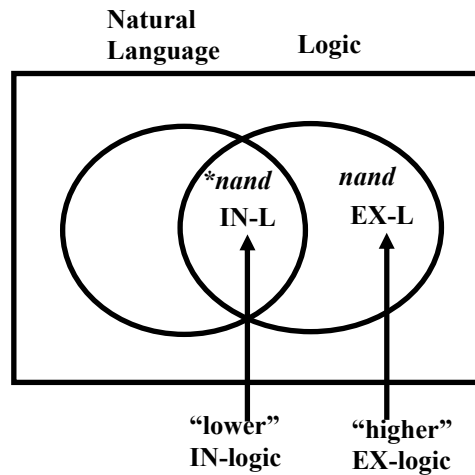 Natural
Language
Logic
*nand
nand
IN-L
EX-L
“lower”
IN-logic
“higher”
EX-logic